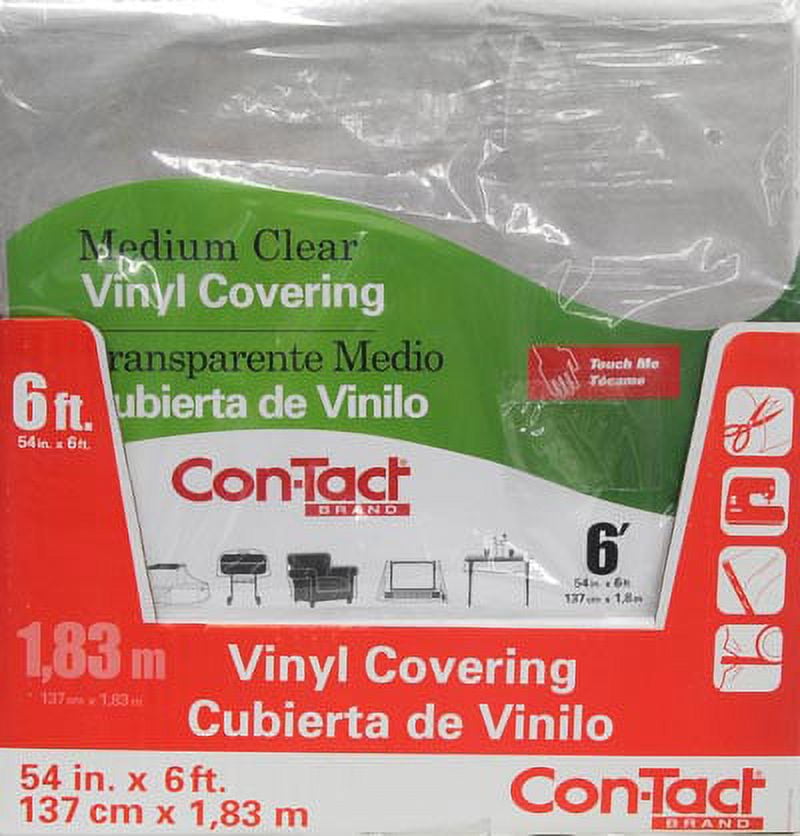 Medium Clear
Vinyl Covering
ransparente Medio
ubierta de Vinilo
Touch Me
Tócame
6 ft.
54 in. x 6 ft.
Con-Tact®
BRAND
6'
54 in. x 6 ft.
137 cm x 1,8 m
1,83 m
137 cm x 1,83 m
Vinyl Covering
Cubierta de Vinilo
54 in. x 6 ft.
137 cm x 1,83 m
Con-Tact®
BRAND